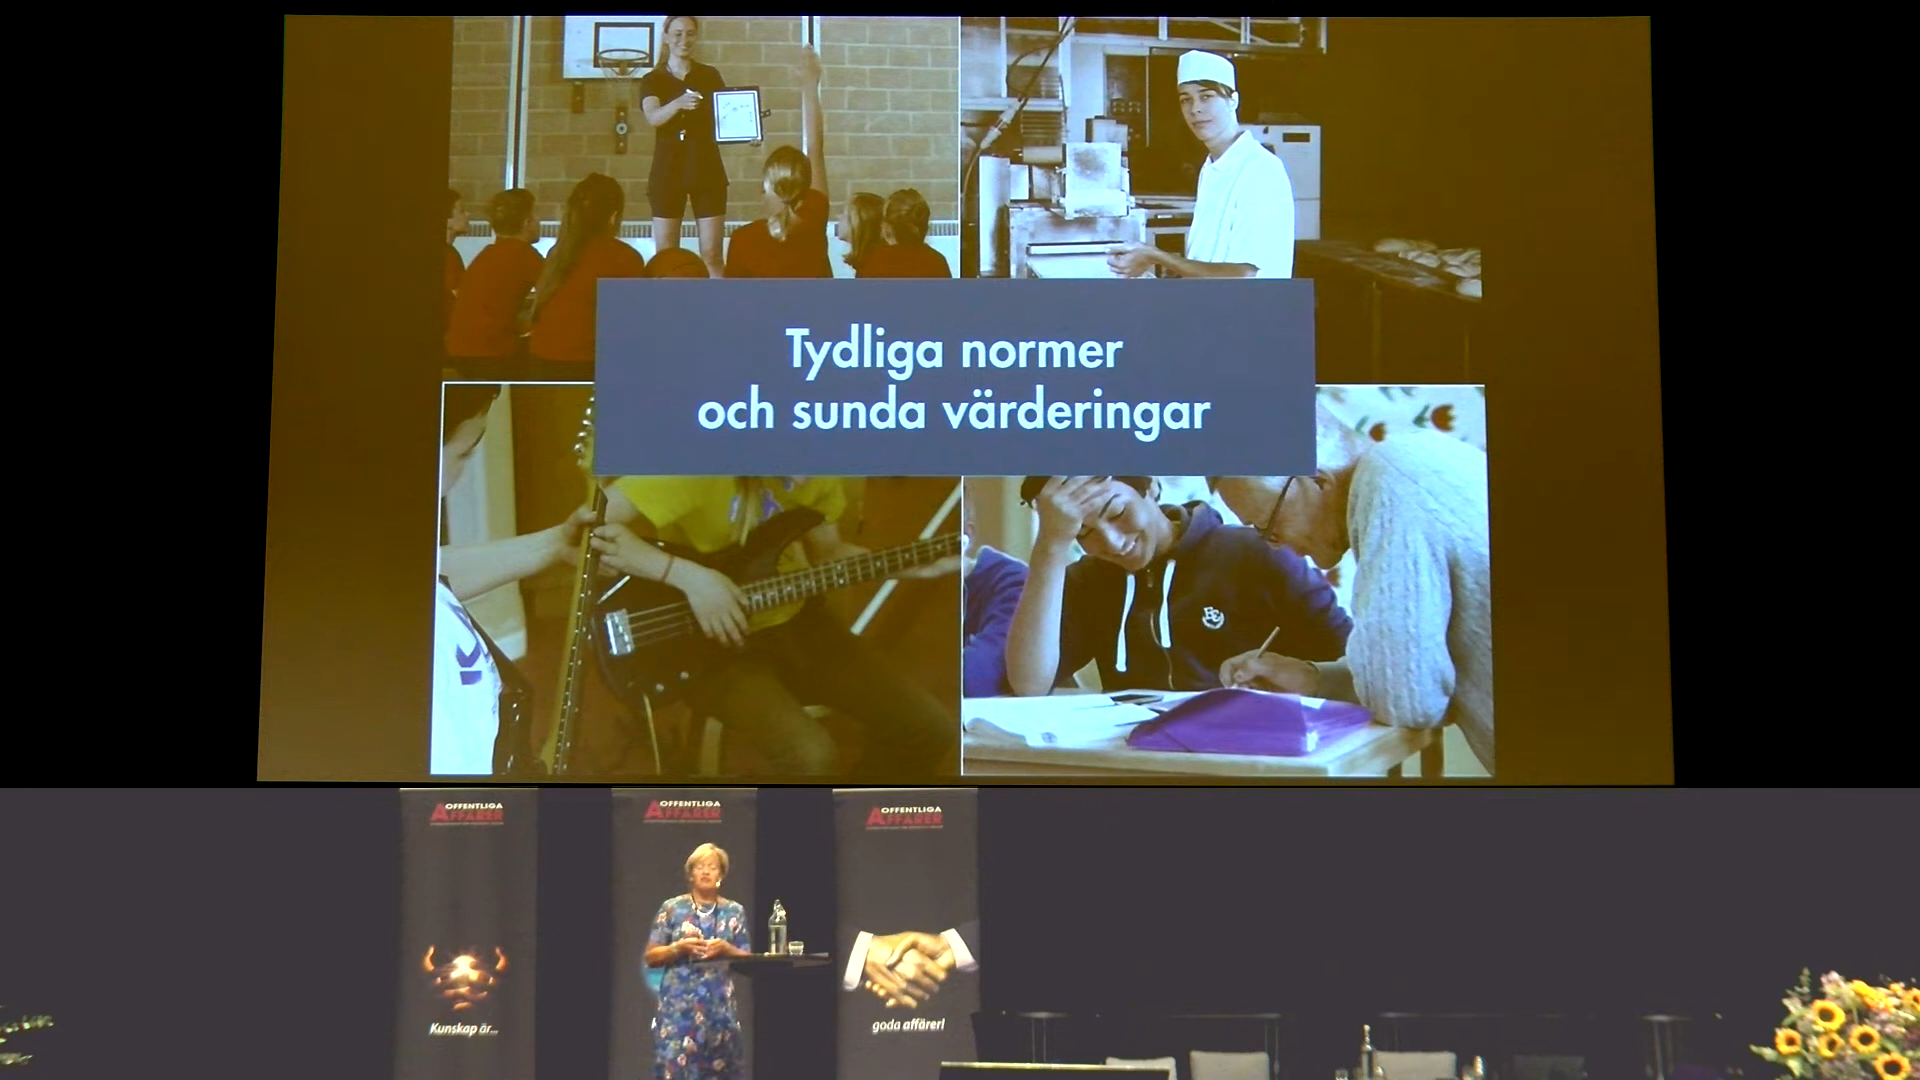 Tydliga normer
och sunda värderingar
OFFENTLIGA
AFFÄRER
OFFENTLIGA
AFFÄRER
OFFENTLIGA
AFFÄRER
Kunskap är...
goda affärer!